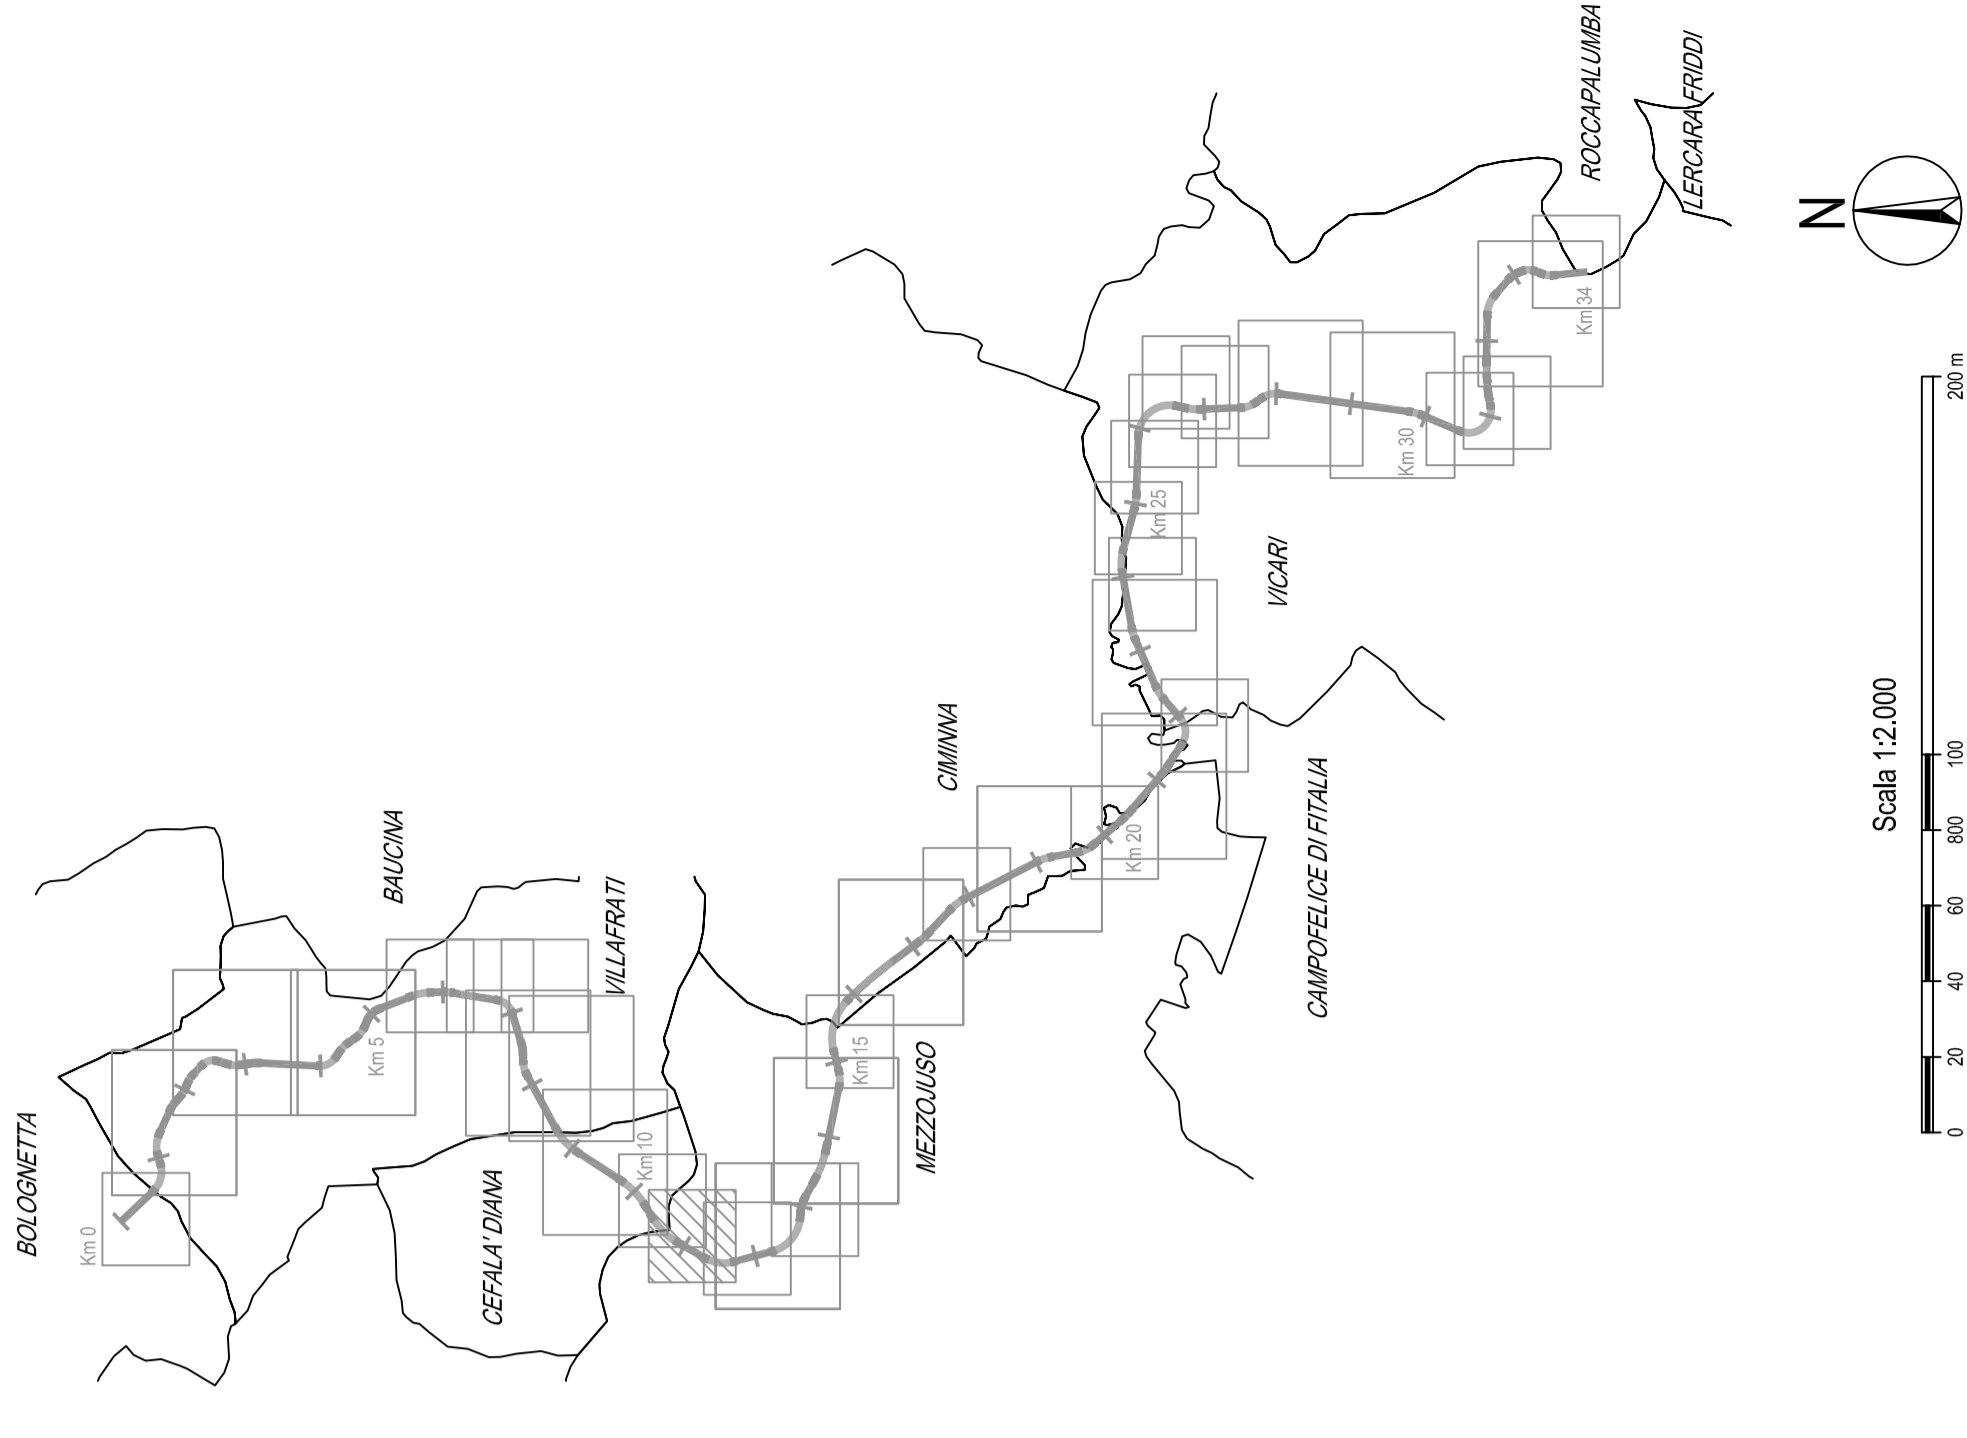 BOLOGNETTA
Km 0
BAUCINA
Km 5
VILLAFRATI
CEFALA' DIANA
Km 10
MEZZOJUSO
Km 15
CIMINNA
Km 20
CAMPOFELICE DI FITALIA
VICARI
Km 25
Km 30
Km 34
ROCCAPALUMBA
LERCARA FRIDDI
N
Scala 1:2.000
0 20 40 60 800 100 200 m